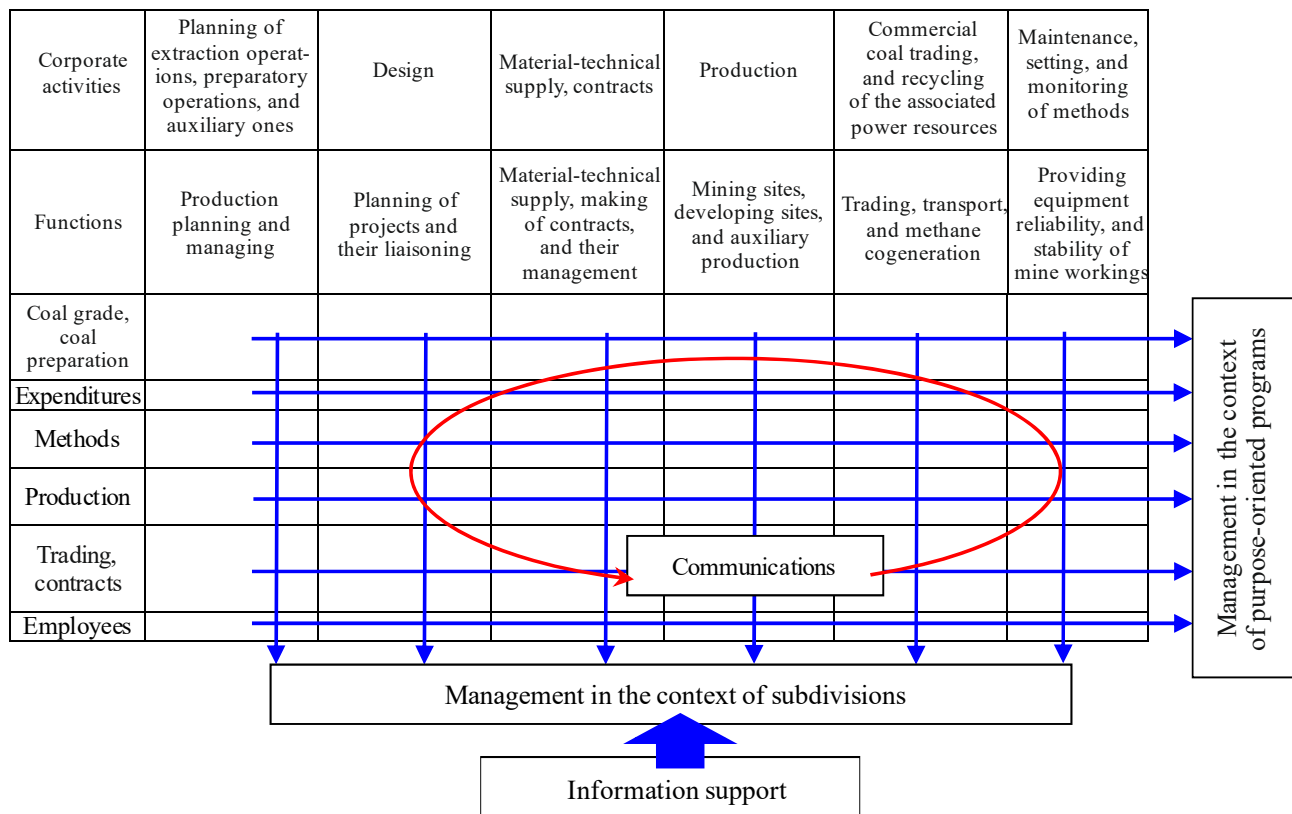 Corporate
activities
Planning of
extraction operat-
ions, preparatory
operations, and
auxiliary ones
Design
Material-technical
supply, contracts
Production
Commercial
coal trading,
and recycling
of the associated
power resources
Maintenance,
setting, and
monitoring
of methods
Functions
Production
planning and
managing
Planning of
projects and
their liaisoning
Material-technical
supply, making
of contracts,
and their
management
Mining sites,
developing sites,
and auxiliary
production
Trading, transport,
and methane
cogeneration
Providing
equipment
reliability, and
stability of
mine workings
Coal grade,
coal
preparation
Expenditures
Methods
Production
Trading,
contracts
Employees
Communications
Management in the context
of purpose-oriented programs
Management in the context of subdivisions
Information support